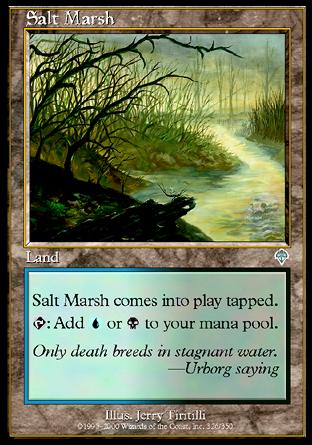 Salt Marsh
Land
Salt Marsh comes into play tapped.
: Add or to your mana pool.
Only death breeds in stagnant water.
—Urborg saying
Illus. Jerry Tiritilli
©1993-2000 Wizards of the Coast, Inc. 326/350